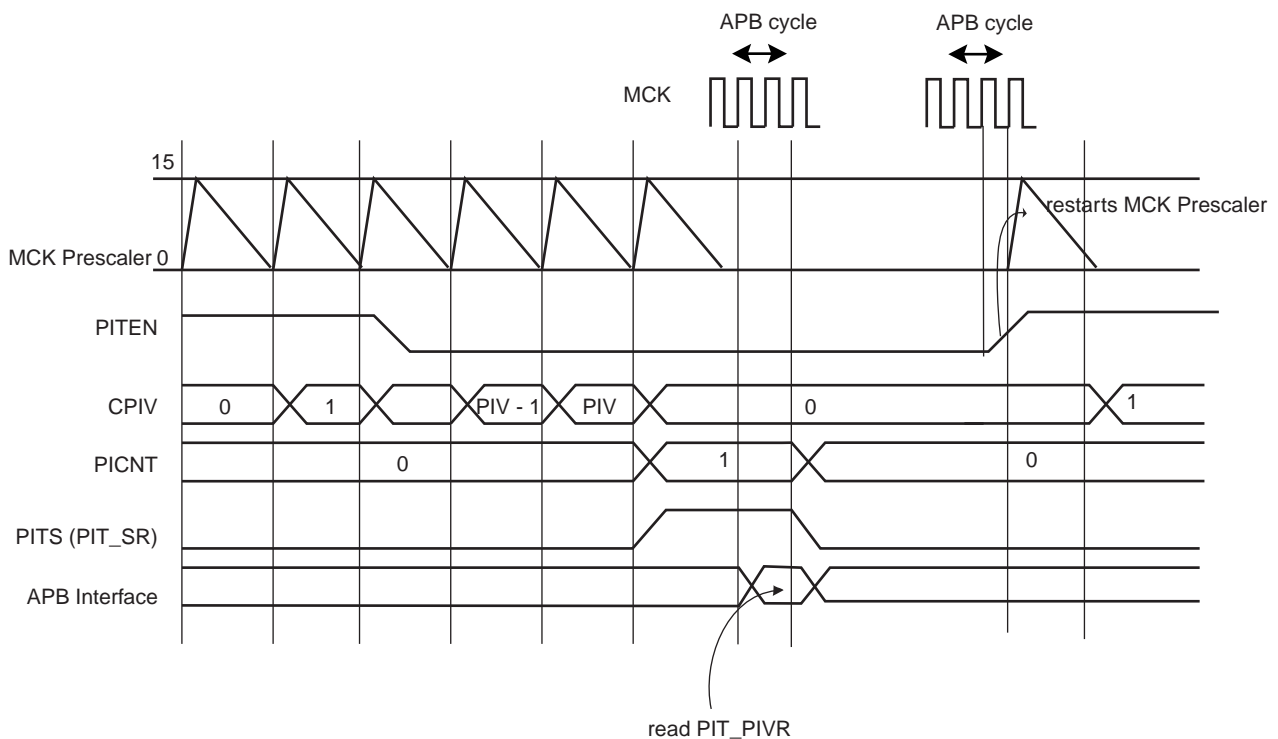 APB cycle
APB cycle
MCK
15
restarts MCK Prescaler
MCK Prescaler 0
PITEN
CPIV 0 1 PIV - 1 PIV 0 1
PICNT 0 1 0
PITS (PIT_SR)
APB Interface
read PIT_PIVR